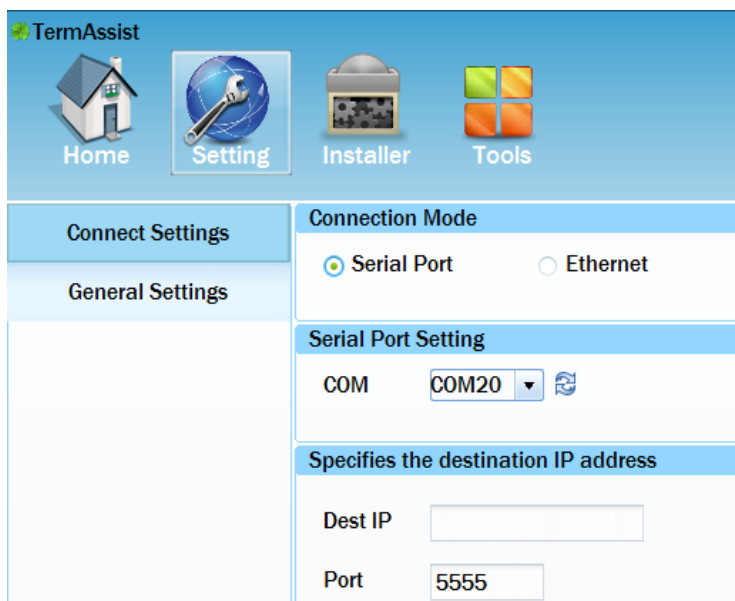 TermAssist
Home Setting Installer Tools
Connect Settings
General Settings
Connection Mode
Serial Port Ethernet
Serial Port Setting
COM COM20
Specifies the destination IP address
Dest IP
Port 5555